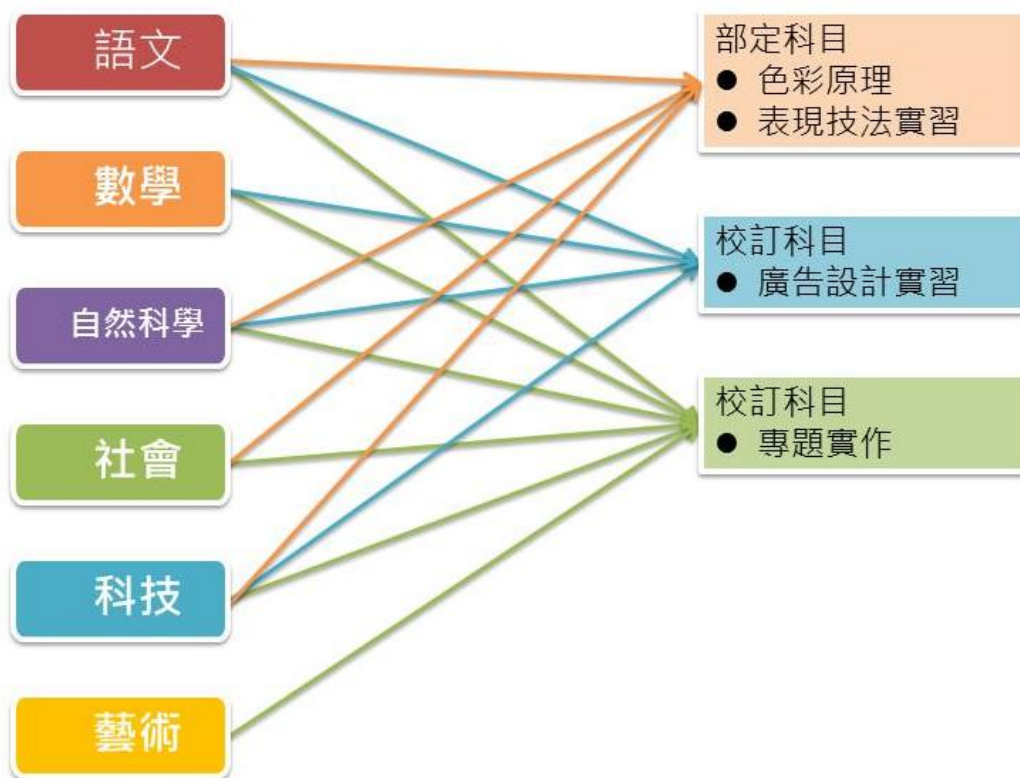 語文
數學
自然科學
社會
科技
藝術
部定科目
● 色彩原理
● 表現技法實習
校訂科目
● 廣告設計實習
校訂科目
● 專題實作